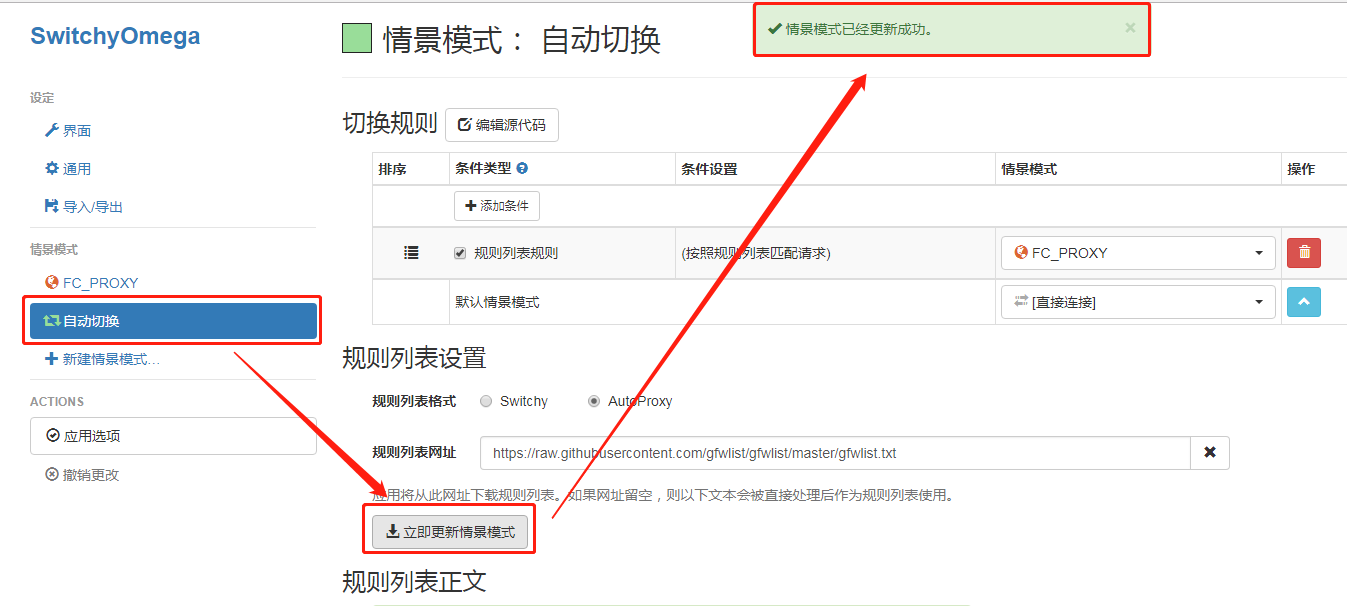 SwitchyOmega
设定
界面
通用
导入/导出
情景模式
FC_PROXY
自动切换
新建情景模式...
ACTIONS
应用选项
撤销更改
情景模式： 自动切换
情景模式已经更新成功。 ×
切换规则 编辑源代码
排序 条件类型 条件设置 情景模式 操作
添加条件
规则列表规则 (按照规则列表匹配请求) FC_PROXY
默认情景模式 [直接连接]
规则列表设置
规则列表格式 Switchy AutoProxy
规则列表网址 https://raw.githubusercontent.com/gfwlist/gfwlist/master/gfwlist.txt
应用将从此网址下载规则列表。如果网址留空，则以下文本会被直接处理后作为规则列表使用。
立即更新情景模式
规则列表正文